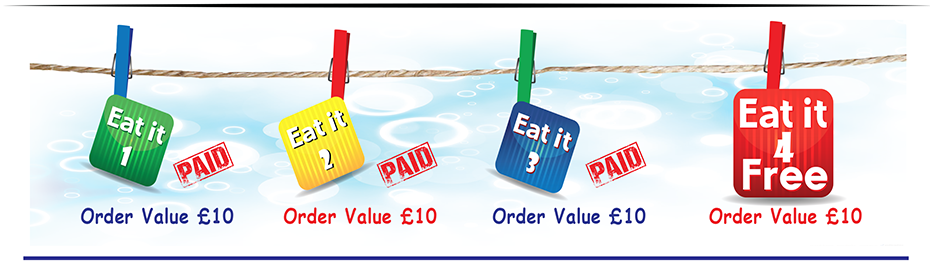 Eat it
1
PAID
Order Value £10
Eat it
2
PAID
Order Value £10
Eat it
3
PAID
Order Value £10
Eat it
4
Free
Order Value £10